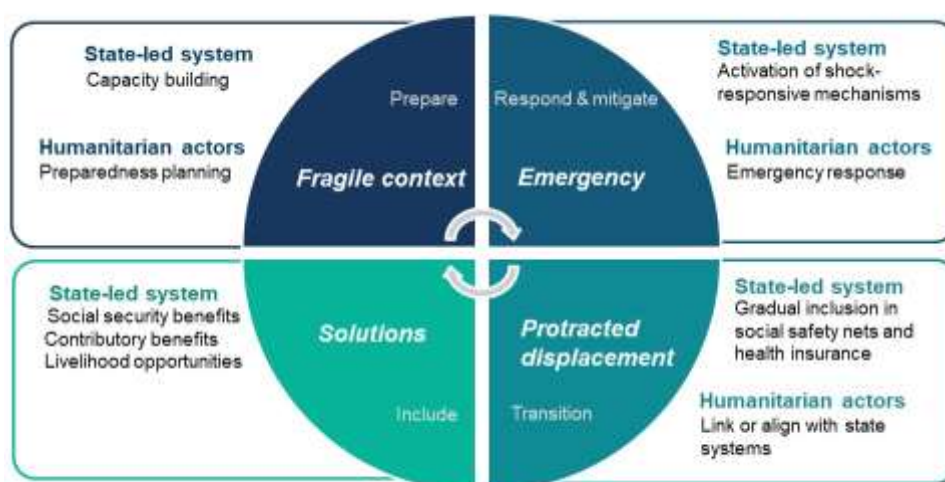 State-led system
Capacity building
Humanitarian actors
Preparedness planning
Prepare
Fragile context
Respond & mitigate
Emergency
State-led system
Activation of shock-
responsive mechanisms
Humanitarian actors
Emergency response
State-led system
Social security benefits
Contributory benefits
Livelihood opportunities
Solutions
Include
Protracted
displacement
Transition
State-led system
Gradual inclusion in
social safety nets and
health insurance
Humanitarian actors
Link or align with state
systems